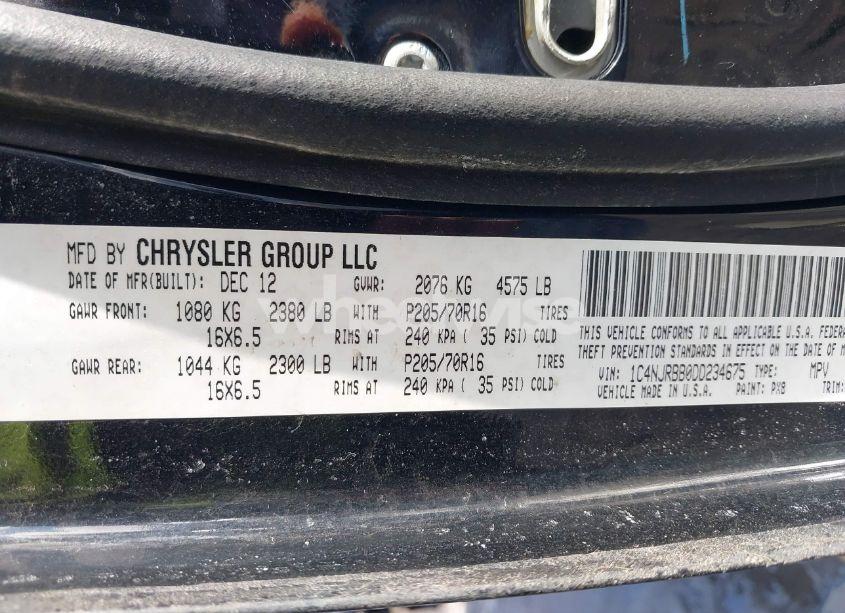 MFD BY CHRYSLER GROUP LLC
DATE OF MFR(BUILT): DEC 12 GVWR: 2076 KG 4575 LB
GAWR FRONT: 1080 KG 2380 LB WITH P205/70R16 TIRES
16X6.5 RIMS AT 240 KPA ( 35 PSI) COLD
GAWR REAR: 1044 KG 2300 LB WITH P205/70R16 TIRES
16X6.5 RIMS AT 240 KPA ( 35 PSI) COLD
THIS VEHICLE CONFORMS TO ALL APPLICABLE U.S.A. FEDERA
THEFT PREVENTION STANDARDS IN EFFECT ON THE DATE OF MA
VIN: 1C4NJRBB0DD234675 TYPE: MPV
VEHICLE MADE IN U.S.A. PAINT: PX8 TRIM: